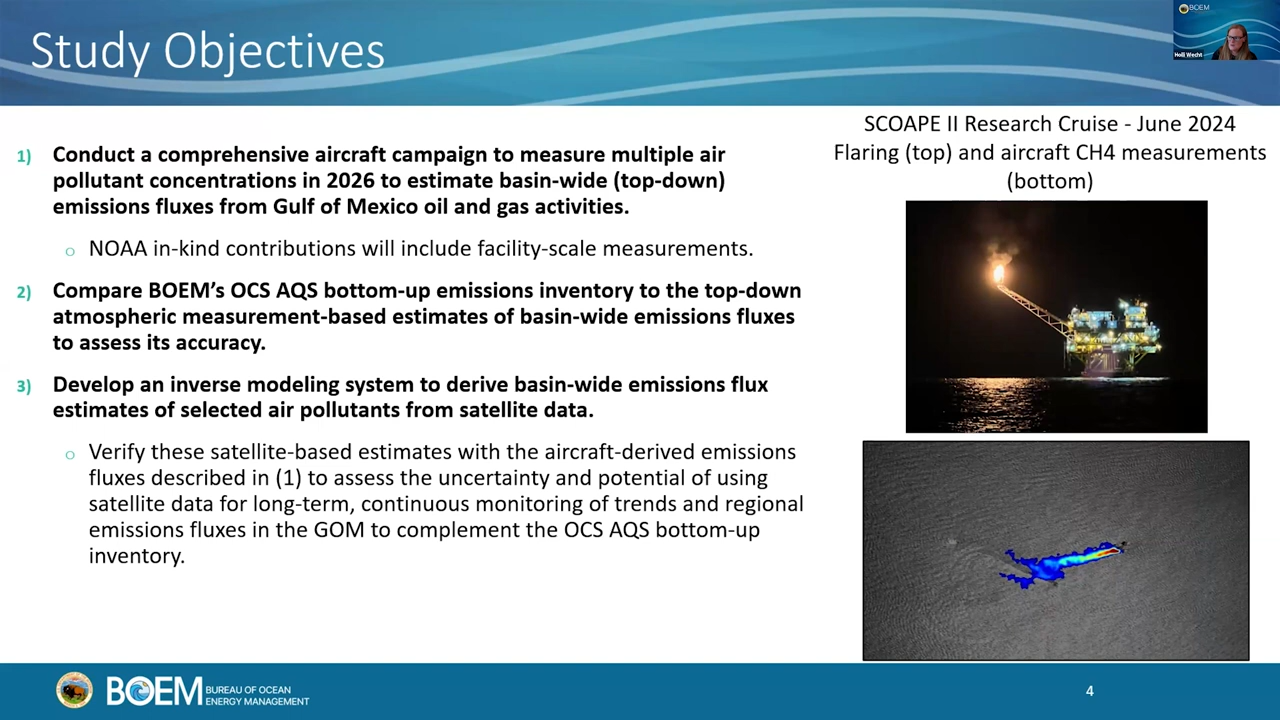 Study Objectives
BOEM
Holli Wecht
1) Conduct a comprehensive aircraft campaign to measure multiple air
pollutant concentrations in 2026 to estimate basin-wide (top-down)
emissions fluxes from Gulf of Mexico oil and gas activities.
o NOAA in-kind contributions will include facility-scale measurements.
2) Compare BOEM’s OCS AQS bottom-up emissions inventory to the top-down
atmospheric measurement-based estimates of basin-wide emissions fluxes
to assess its accuracy.
3) Develop an inverse modeling system to derive basin-wide emissions flux
estimates of selected air pollutants from satellite data.
o Verify these satellite-based estimates with the aircraft-derived emissions
fluxes described in (1) to assess the uncertainty and potential of using
satellite data for long-term, continuous monitoring of trends and regional
emissions fluxes in the GOM to complement the OCS AQS bottom-up
inventory.
SCOAPE II Research Cruise - June 2024
Flaring (top) and aircraft CH4 measurements
(bottom)
BOEM
BUREAU OF OCEAN
ENERGY MANAGEMENT
4